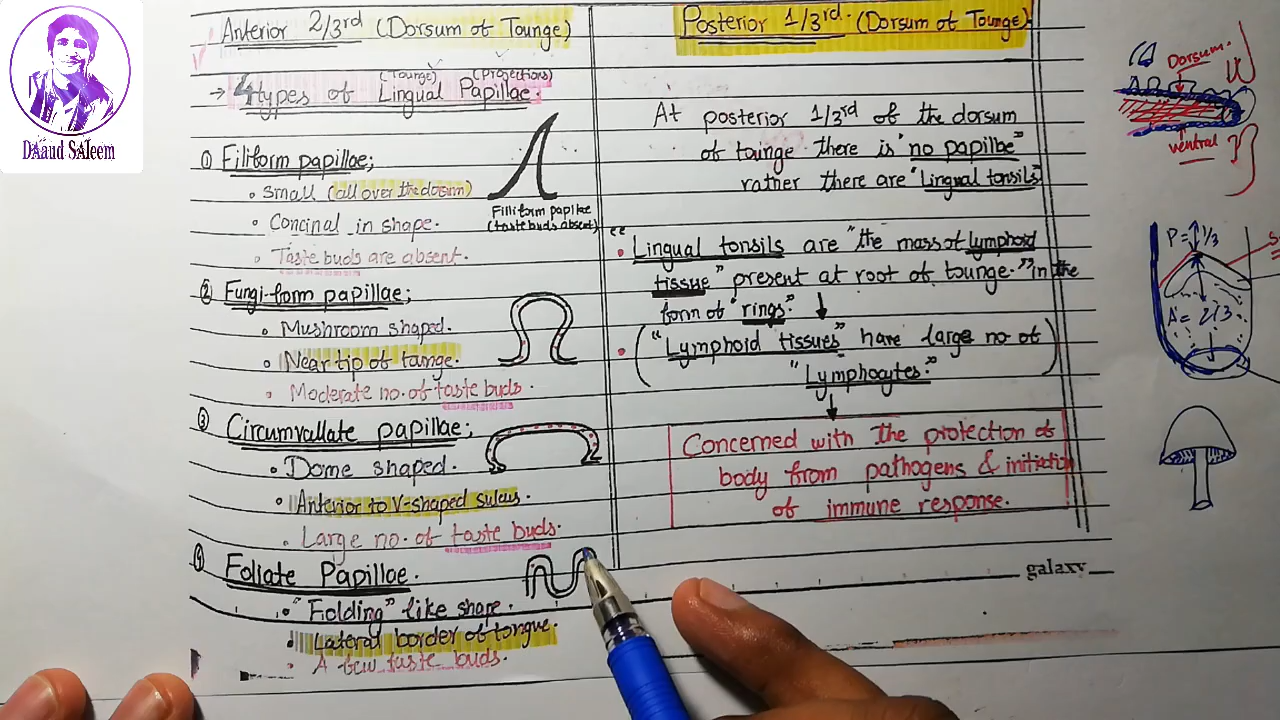 DAaud SAleem
Anterior 2/3rd (Dorsum of Tounge)
(Tounge) (Projections)
→ 4 types of Lingual Papillae.
① Filiform papillae;
• Small (all over the dorsum)
• Concinal in shape.
• Taste buds are absent.
Filliform papilae
(taste buds absent)
② Fungi-form papillae;
• Mushroom shaped.
• Near tip of tounge.
• Moderate no. of taste buds.
③ Circumvallate papillae;
• Dome shaped.
• Anterior to V-shaped sulcus.
• Large no. of taste buds.
④ Foliate Papillae.
• "Folding" like shape.
• Lateral border of tongue.
• A few taste buds.
Posterior 1/3rd. (Dorsum of Tounge)
At posterior 1/3rd of the dorsum
of tounge there is "no papillae"
rather there are "Lingual tonsils"
• "Lingual tonsils are "the mass of lymphoid
tissue" present at root of tounge." in the
form of "rings."
• ("Lymphoid tissues" have large no of
"Lymphocytes.")
Concerned with the protection of
body from pathogens & initiation
of immune response.
galaxy
Dorsum.
ventral
P = 1/3
A = 2/3